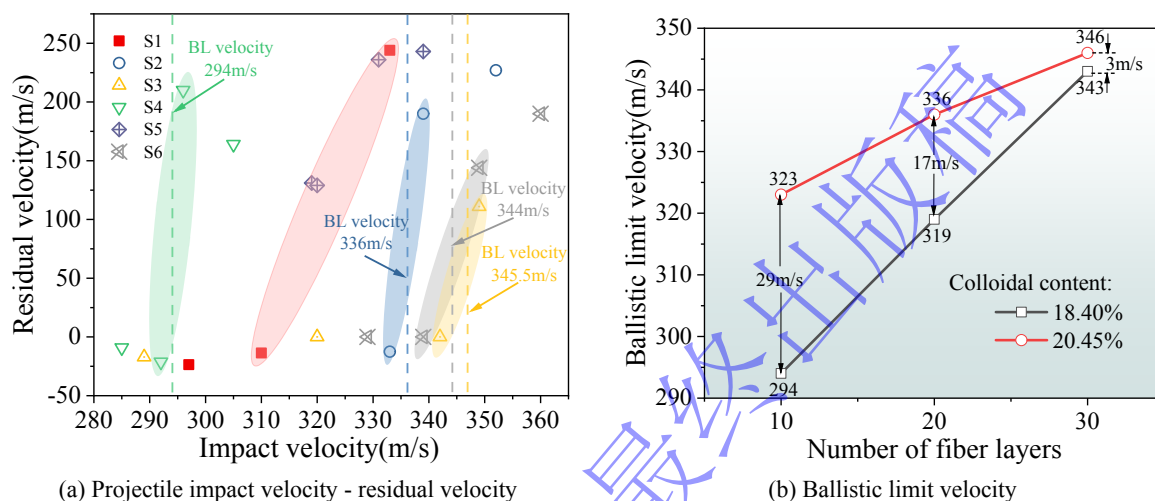 250
200
150
100
50
0
-50
Residual velocity(m/s)
S1
S2
S3
S4
S5
S6
BL velocity
294m/s
BL velocity
336m/s
BL velocity
344m/s
BL velocity
345.5m/s
280 290 300 310 320 330 340 350 360
Impact velocity(m/s)
(a) Projectile impact velocity - residual velocity
350
340
330
320
310
300
290
Ballistic limit velocity(m/s)
346
3m/s
343
336
17m/s
319
323
29m/s
294
Colloidal content:
18.40%
20.45%
10 20 30
Number of fiber layers
(b) Ballistic limit velocity
最终出版稿